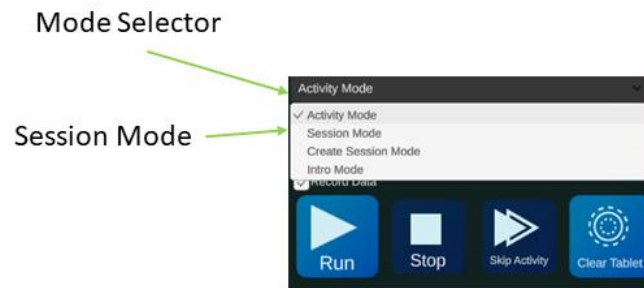 Mode Selector
Activity Mode
✓ Activity Mode
Session Mode
Session Mode
Create Session Mode
Intro Mode
Record Data
Run
Stop
Skip Activity
Clear Tablet